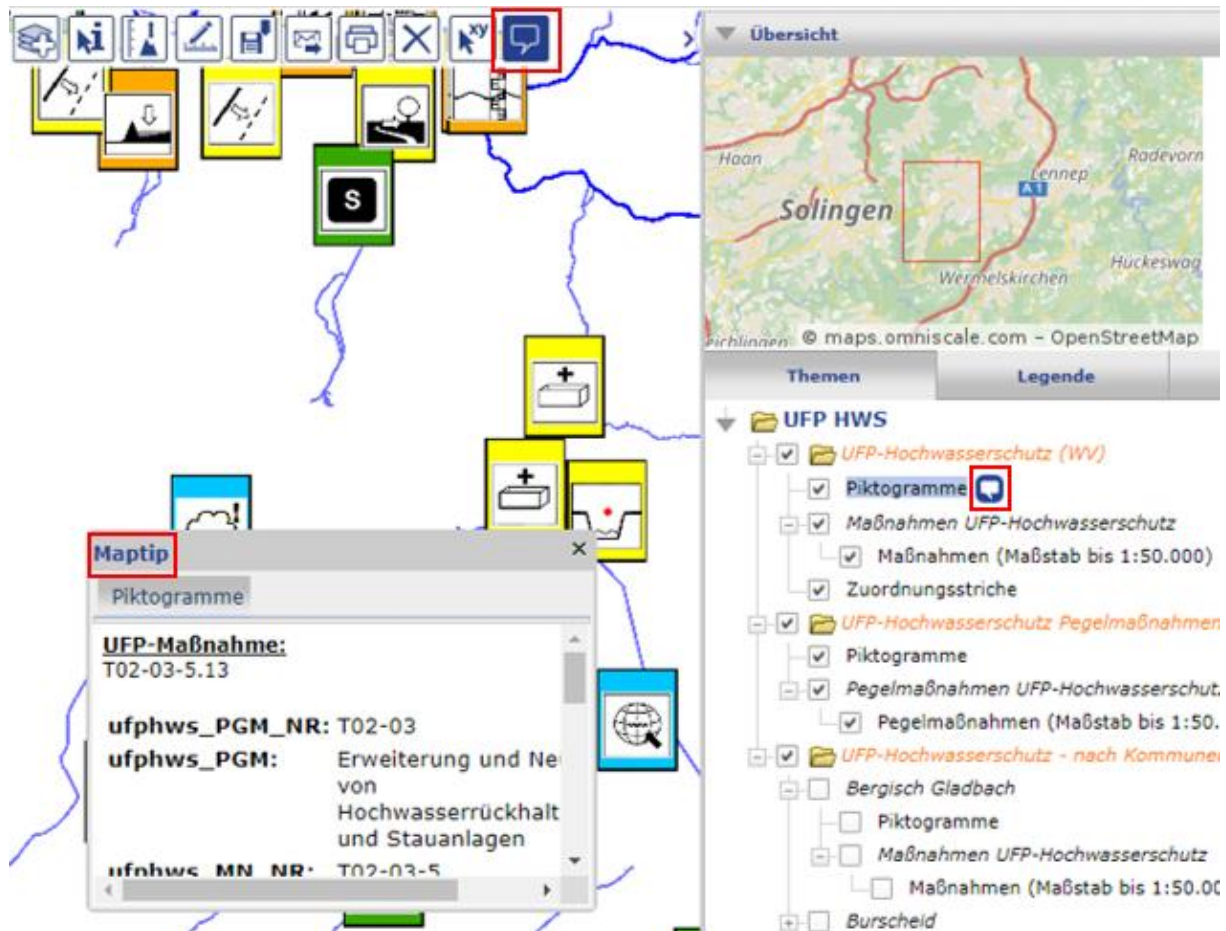 xy
S
Maptip
Piktogramme
UFP-Maßnahme:
T02-03-5.13
ufphws_PGM_NR: T02-03
ufphws_PGM: Erweiterung und Ne
von
Hochwasserrückhalt
und Stauanlagen
ufphws_MN_NR: T02-03-5
Übersicht
Haan
Radevorm
Lennep
A 1
Solingen
Hückeswag
Wermelskirchen
eichlingen © maps.omniscale.com - OpenStreetMap
Themen Legende
UFP HWS
UFP-Hochwasserschutz (WV)
Piktogramme
Maßnahmen UFP-Hochwasserschutz
Maßnahmen (Maßstab bis 1:50.000)
Zuordnungsstriche
UFP-Hochwasserschutz Pegelmaßnahmen
Piktogramme
Pegelmaßnahmen UFP-Hochwasserschut
Pegelmaßnahmen (Maßstab bis 1:50.
UFP-Hochwasserschutz - nach Kommunen
Bergisch Gladbach
Piktogramme
Maßnahmen UFP-Hochwasserschutz
Maßnahmen (Maßstab bis 1:50.00
Burscheid